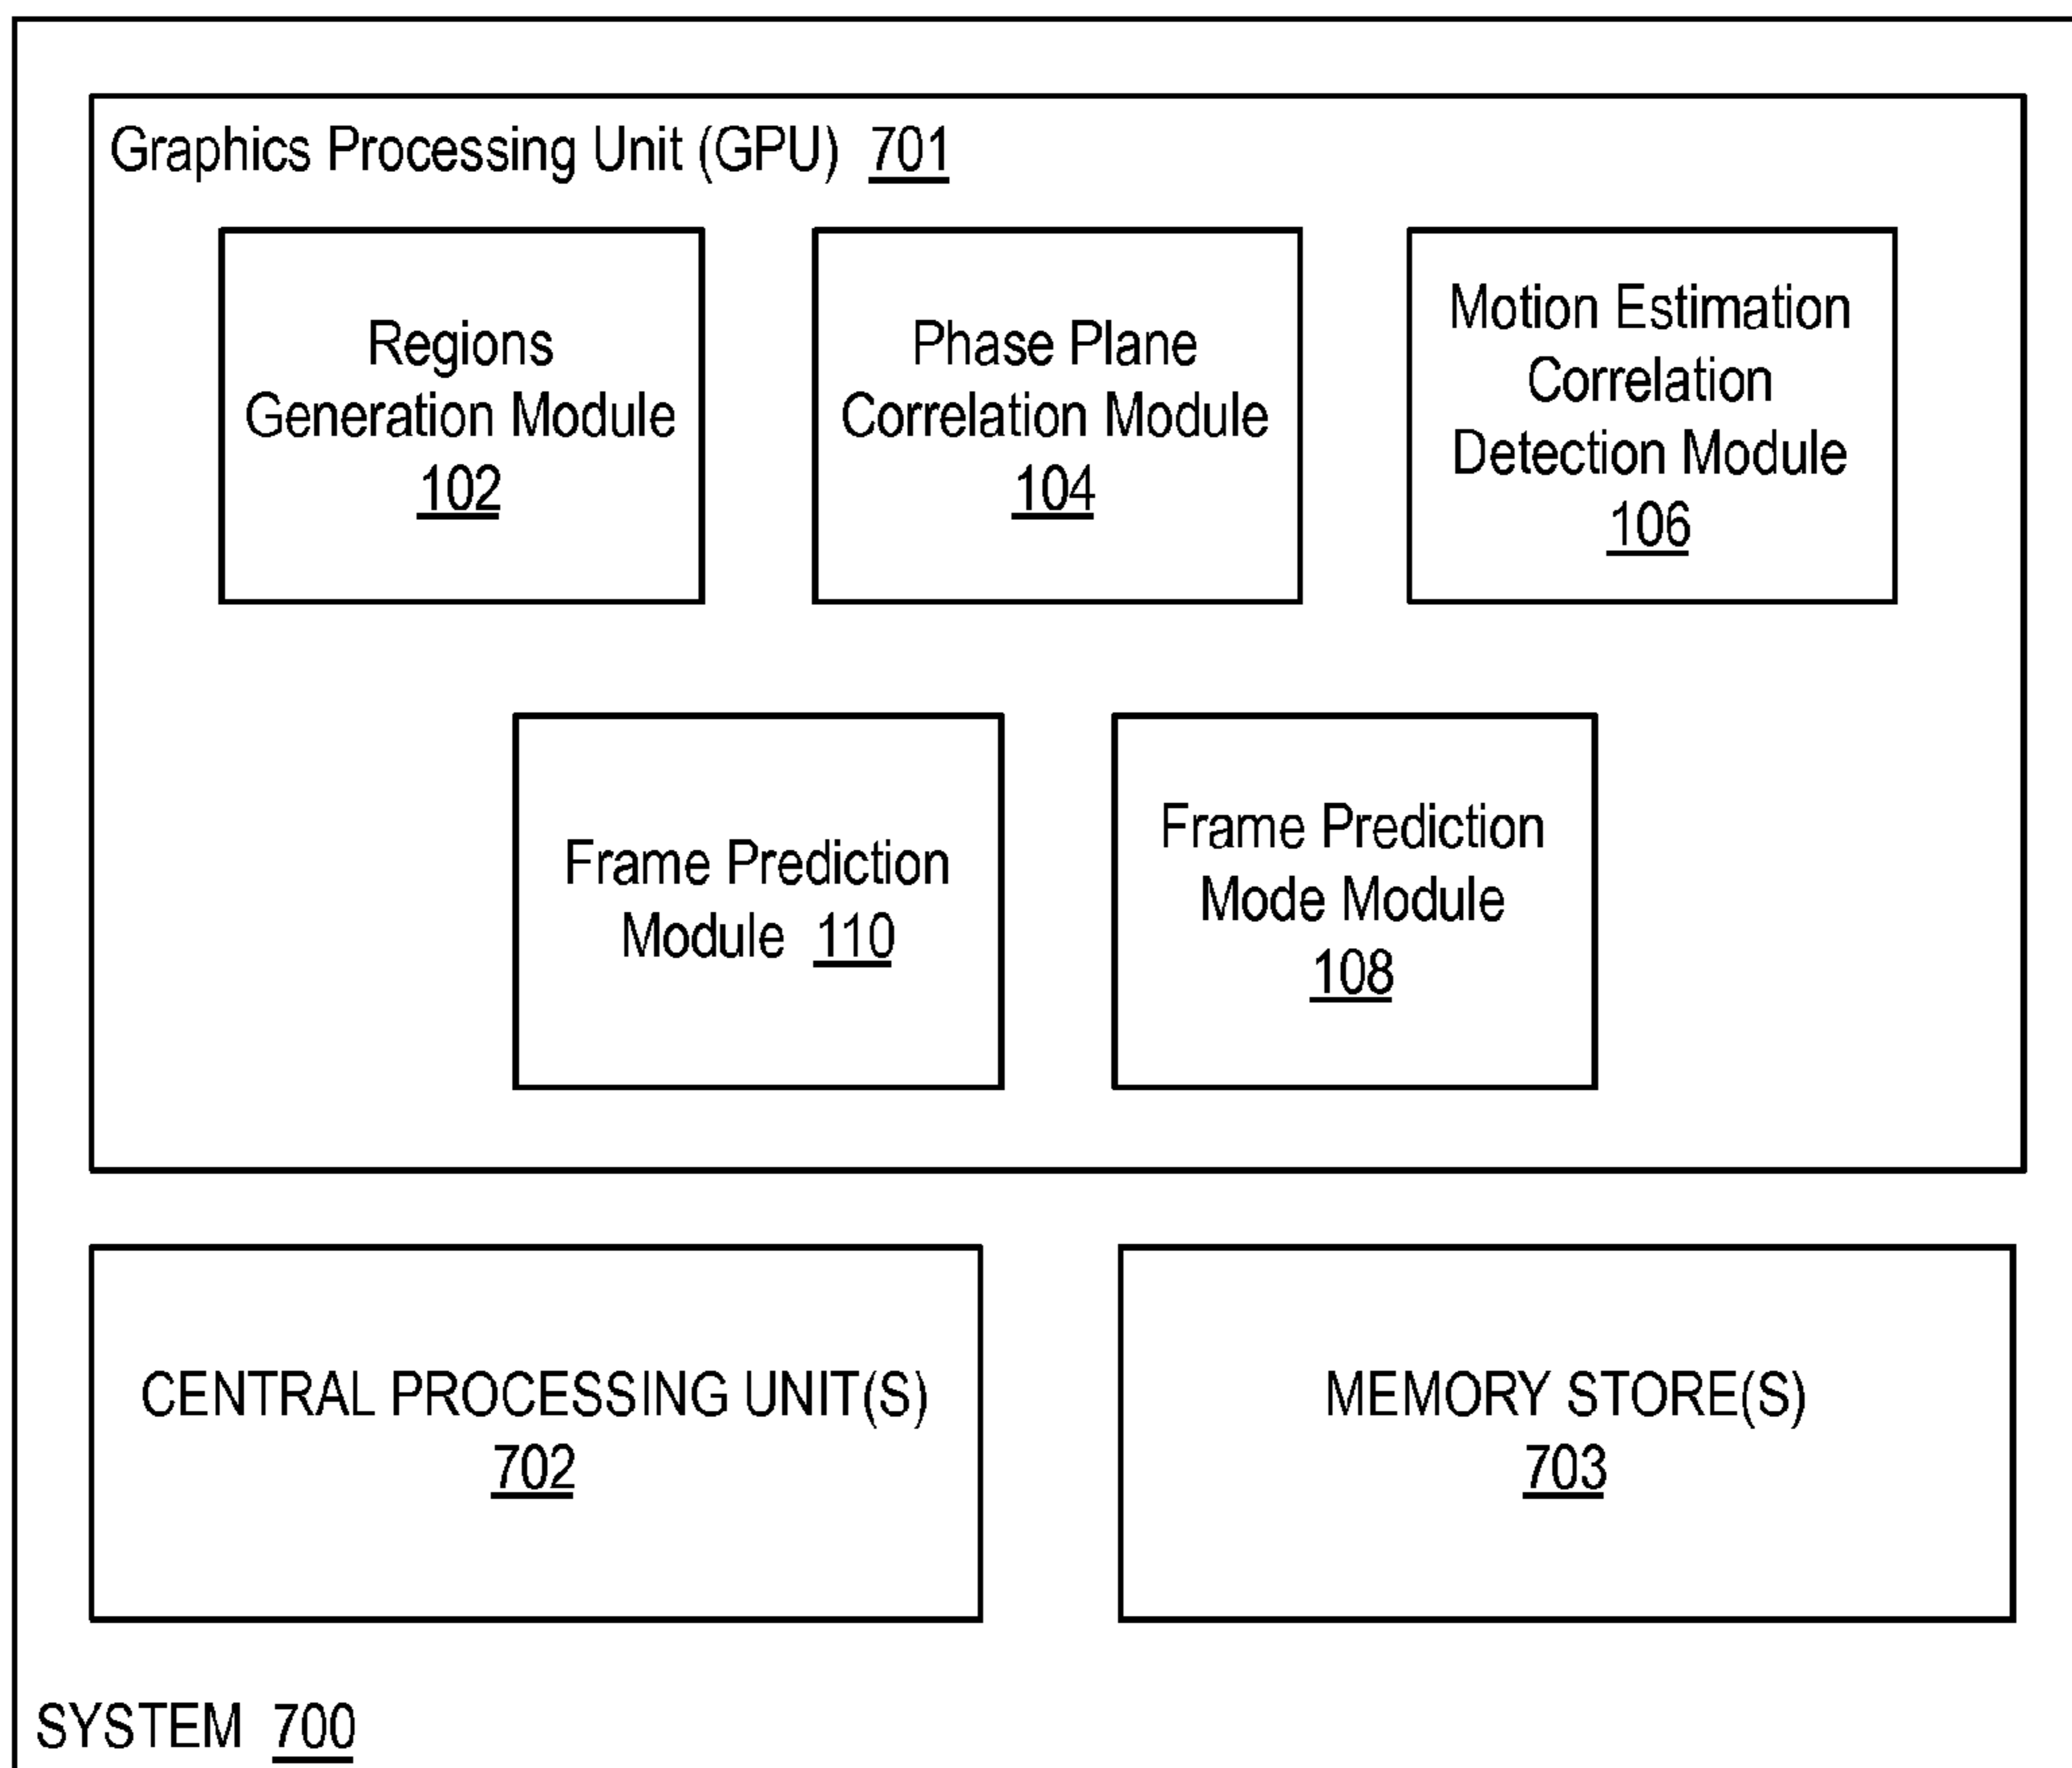 Graphics Processing Unit (GPU) 701
Regions
Generation Module
102
Phase Plane
Correlation Module
104
Motion Estimation
Correlation
Detection Module
106
Frame Prediction
Module 110
Frame Prediction
Mode Module
108
CENTRAL PROCESSING UNIT(S)
702
MEMORY STORE(S)
703
SYSTEM 700